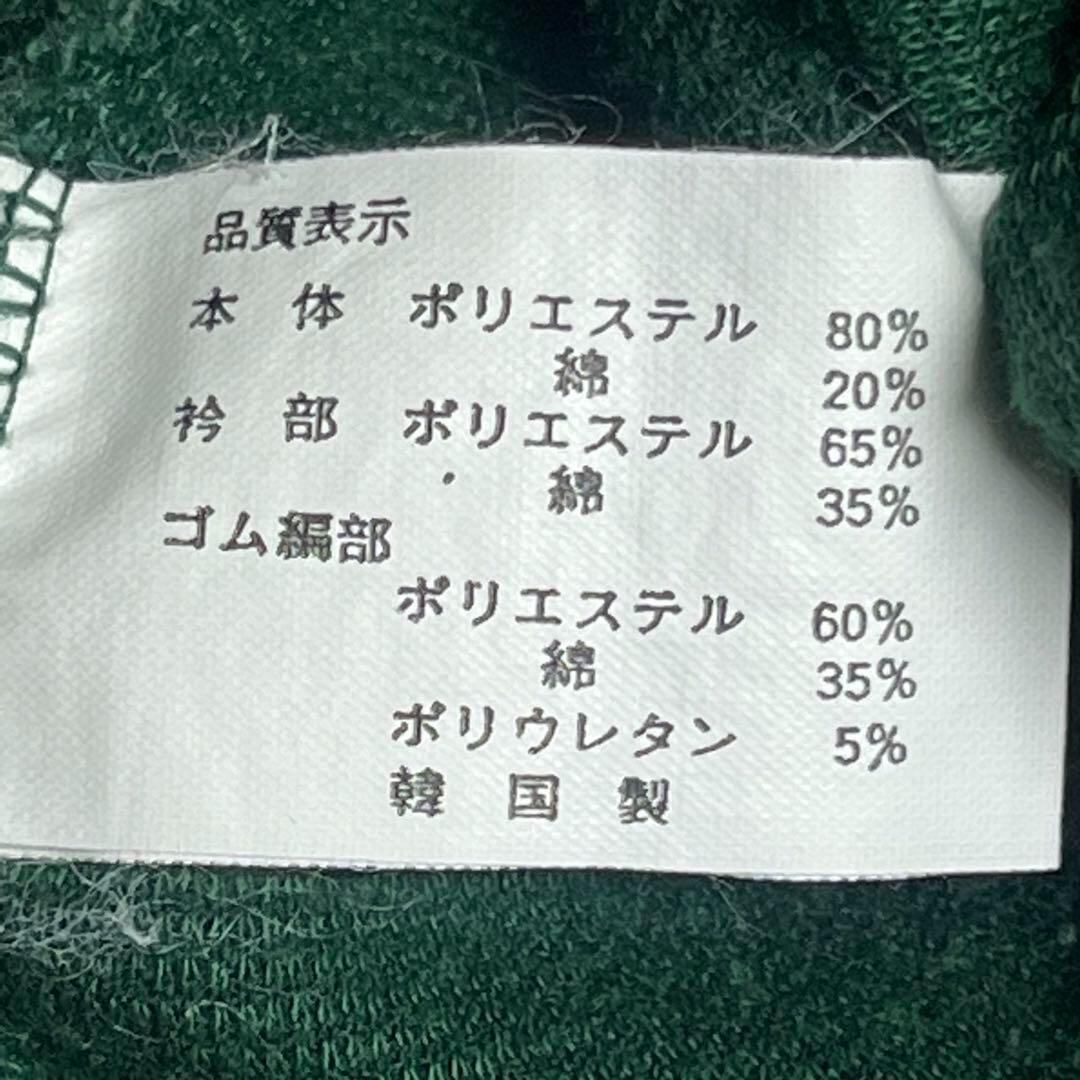 品質表示
本 体 ポリエステル 80%
綿 20%
衿 部 ポリエステル 65%
綿 35%
ゴム編部
ポリエステル 60%
綿 35%
ポリウレタン 5%
韓 国 製